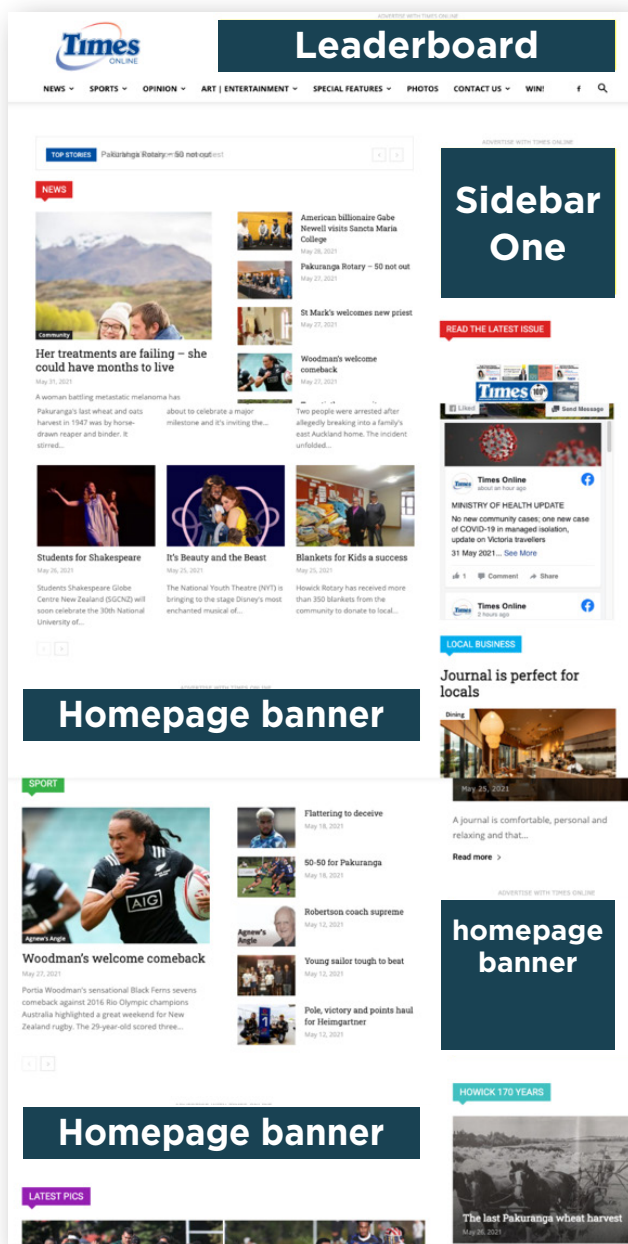 ADVERTISE WITH TIMES ONLINE
Times
ONLINE
Leaderboard
NEWS SPORTS OPINION ART | ENTERTAINMENT SPECIAL FEATURES PHOTOS CONTACT US WIN!
TOP STORIES Pakuranga Rotary – 50 not out
NEWS
Community
Her treatments are failing – she
could have months to live
May 31, 2021
A woman battling metastatic melanoma has
American billionaire Gabe
Newell visits Sancta Maria
College
May 28, 2021
Pakuranga Rotary – 50 not out
May 27, 2021
St Mark's welcomes new priest
May 27, 2021
Woodman's welcome
comeback
May 27, 2021
Pakuranga's last wheat and oats
harvest in 1947 was by horse-
drawn reaper and binder. It
stirred...
about to celebrate a major
milestone and it's inviting the...
Two people were arrested after
allegedly breaking into a family's
east Auckland home. The incident
unfolded...
Students for Shakespeare
May 26, 2021
Students Shakespeare Globe
Centre New Zealand (SGCNZ) will
soon celebrate the 30th National
University of...
It's Beauty and the Beast
May 25, 2021
The National Youth Theatre (NYT) is
bringing to the stage Disney's most
enchanted musical of...
Blankets for Kids a success
May 25, 2021
Howick Rotary has received more
than 350 blankets from the
community to donate to local...
Homepage banner
SPORT
AIG
Agnew's Angle
Woodman's welcome comeback
May 27, 2021
Portia Woodman's sensational Black Ferns sevens
comeback against 2016 Rio Olympic champions
Australia highlighted a great weekend for New
Zealand rugby. The 29-year-old scored three...
Flattering to deceive
May 18, 2021
50-50 for Pakuranga
May 18, 2021
Agnew's
Angle
Robertson coach supreme
May 12, 2021
Young sailor tough to beat
May 12, 2021
1
Pole, victory and points haul
for Heimgartner
May 12, 2021
Homepage banner
LATEST PICS
ADVERTISE WITH TIMES ONLINE
Sidebar
One
READ THE LATEST ISSUE
Times
Liked Send Message
Times Online
about an hour ago
MINISTRY OF HEALTH UPDATE
No new community cases; one new case
of COVID-19 in managed isolation,
update on Victoria travellers
31 May 2021... See More
1 Comment Share
Times Online
2 hours ago
LOCAL BUSINESS
Journal is perfect for
locals
Dining
May 25, 2021
A journal is comfortable, personal and
relaxing and that...
Read more
ADVERTISE WITH TIMES ONLINE
homepage
banner
HOWICK 170 YEARS
The last Pakuranga wheat harvest
May 26, 2021